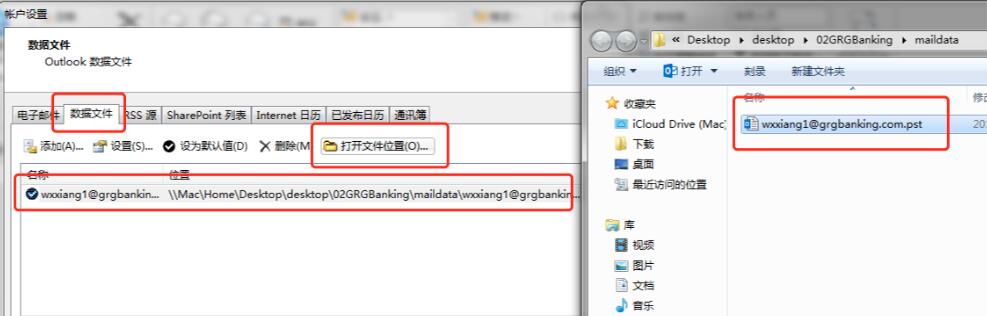 帐户设置
数据文件
Outlook 数据文件
电子邮件 数据文件 RSS 源 SharePoint 列表 Internet 日历 已发布日历 通讯簿
添加(A)... 设置(S)... 设为默认值(D) 删除(M) 打开文件位置(O)...
名称 位置
wxxiang1@grgbankin... \\Mac\Home\Desktop\desktop\02GRGBanking\maildata\wxxiang1@grgbankin...
« Desktop ▸ desktop ▸ 02GRGBanking ▸ maildata
组织 打开 刻录 新建文件夹
名称
收藏夹
iCloud Drive (Mac)
下载
桌面
最近访问的位置
库
视频
图片
文档
音乐
wxxiang1@grgbanking.com.pst